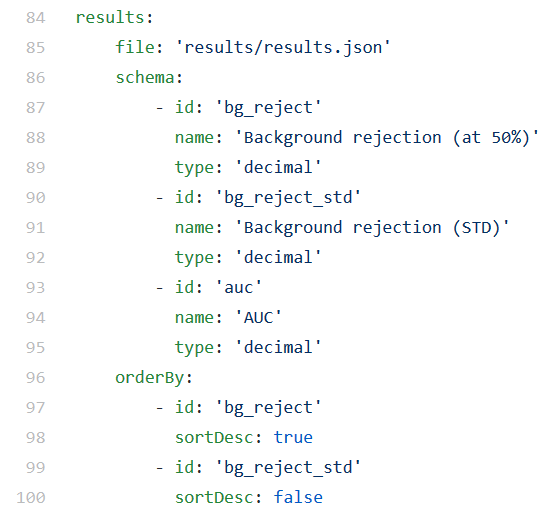 84 results:
85     file: 'results/results.json'
86     schema:
87         - id: 'bg_reject'
88           name: 'Background rejection (at 50%)'
89           type: 'decimal'
90         - id: 'bg_reject_std'
91           name: 'Background rejection (STD)'
92           type: 'decimal'
93         - id: 'auc'
94           name: 'AUC'
95           type: 'decimal'
96     orderBy:
97         - id: 'bg_reject'
98           sortDesc: true
99         - id: 'bg_reject_std'
100           sortDesc: false